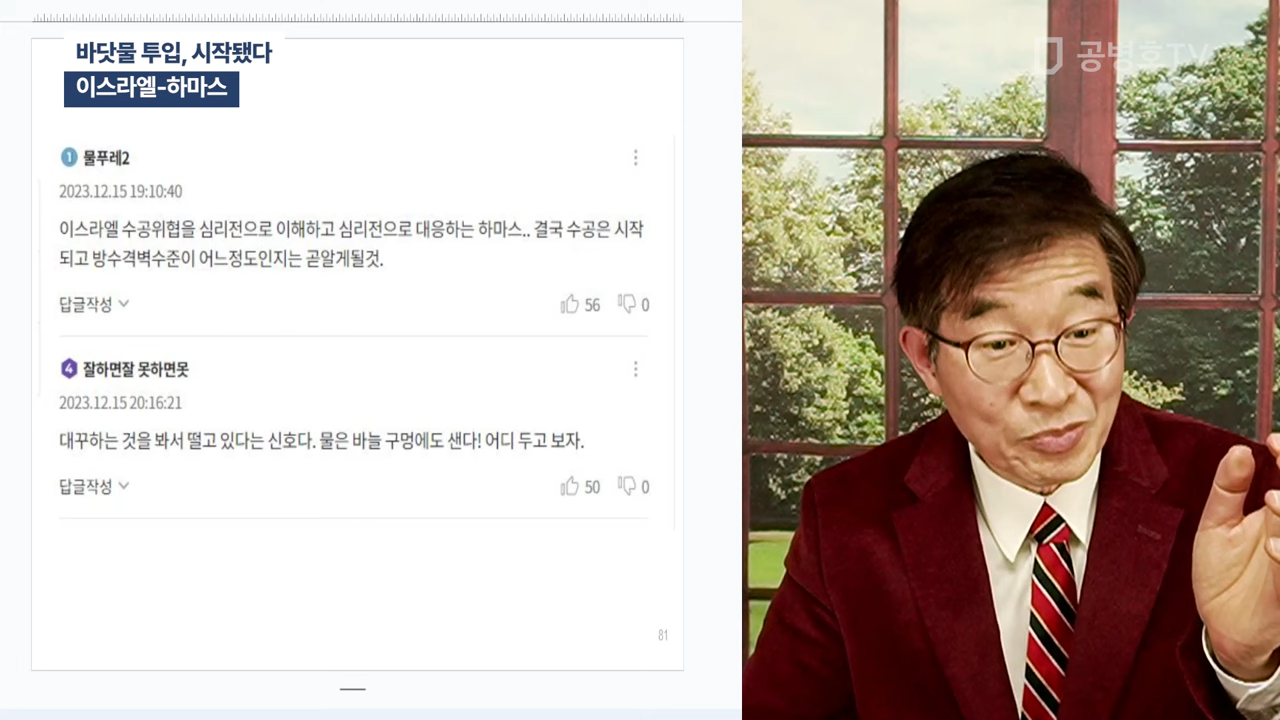 바닷물 투입, 시작됐다
이스라엘-하마스
공병호TV
1 물푸레2
2023.12.15 19:10:40
이스라엘 수공위협을 심리전으로 이해하고 심리전으로 대응하는 하마스.. 결국 수공은 시작
되고 방수격벽수준이 어느정도인지는 곧알게될것.
답글작성
56 0
4 잘하면잘 못하면못
2023.12.15 20:16:21
대꾸하는 것을 봐서 떨고 있다는 신호다. 물은 바늘 구멍에도 샌다! 어디 두고 보자.
답글작성
50 0
81